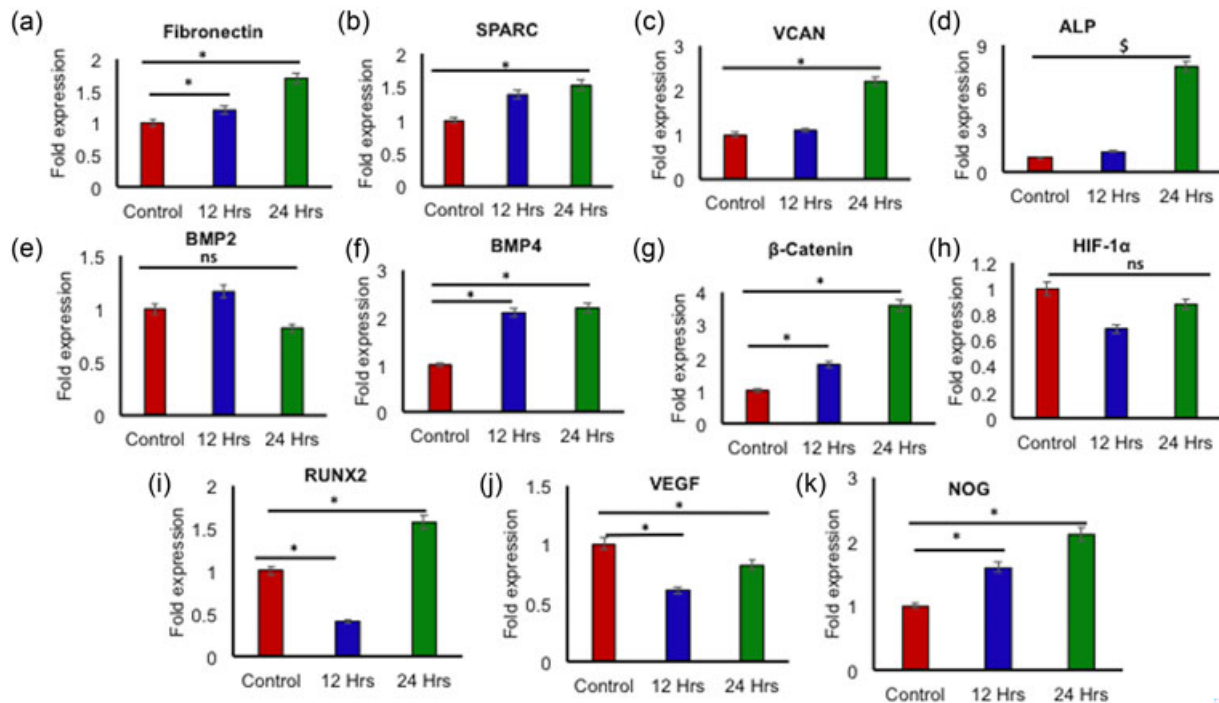 (a) Fibronectin
*
*
Fold expression
2
1.5
1
0.5
0
Control 12 Hrs 24 Hrs
(b) SPARC
*
Fold expression
2
1.5
1
0.5
0
Control 12 Hrs 24 Hrs
(c) VCAN
*
Fold expression
3
2
1
0
Control 12 Hrs 24 Hrs
(d) ALP
$
Fold expression
9
6
3
0
Control 12 Hrs 24 Hrs
(e) BMP2
ns
Fold expression
1.5
1
0.5
0
Control 12 Hrs 24 Hrs
(f) BMP4
*
*
Fold expression
3
2
1
0
Control 12 Hrs 24 Hrs
(g) β-Catenin
*
*
Fold expression
4
3
2
1
0
Control 12 Hrs 24 Hrs
(h) HIF-1α
ns
Fold expression
1.2
1
0.8
0.6
0.4
0.2
0
Control 12 Hrs 24 Hrs
(i) RUNX2
*
*
Fold expression
2
1.5
1
0.5
0
Control 12 Hrs 24 Hrs
(j) VEGF
*
*
Fold expression
1.5
1
0.5
0
Control 12 Hrs 24 Hrs
(k) NOG
*
*
Fold expression
3
2
1
0
Control 12 Hrs 24 Hrs